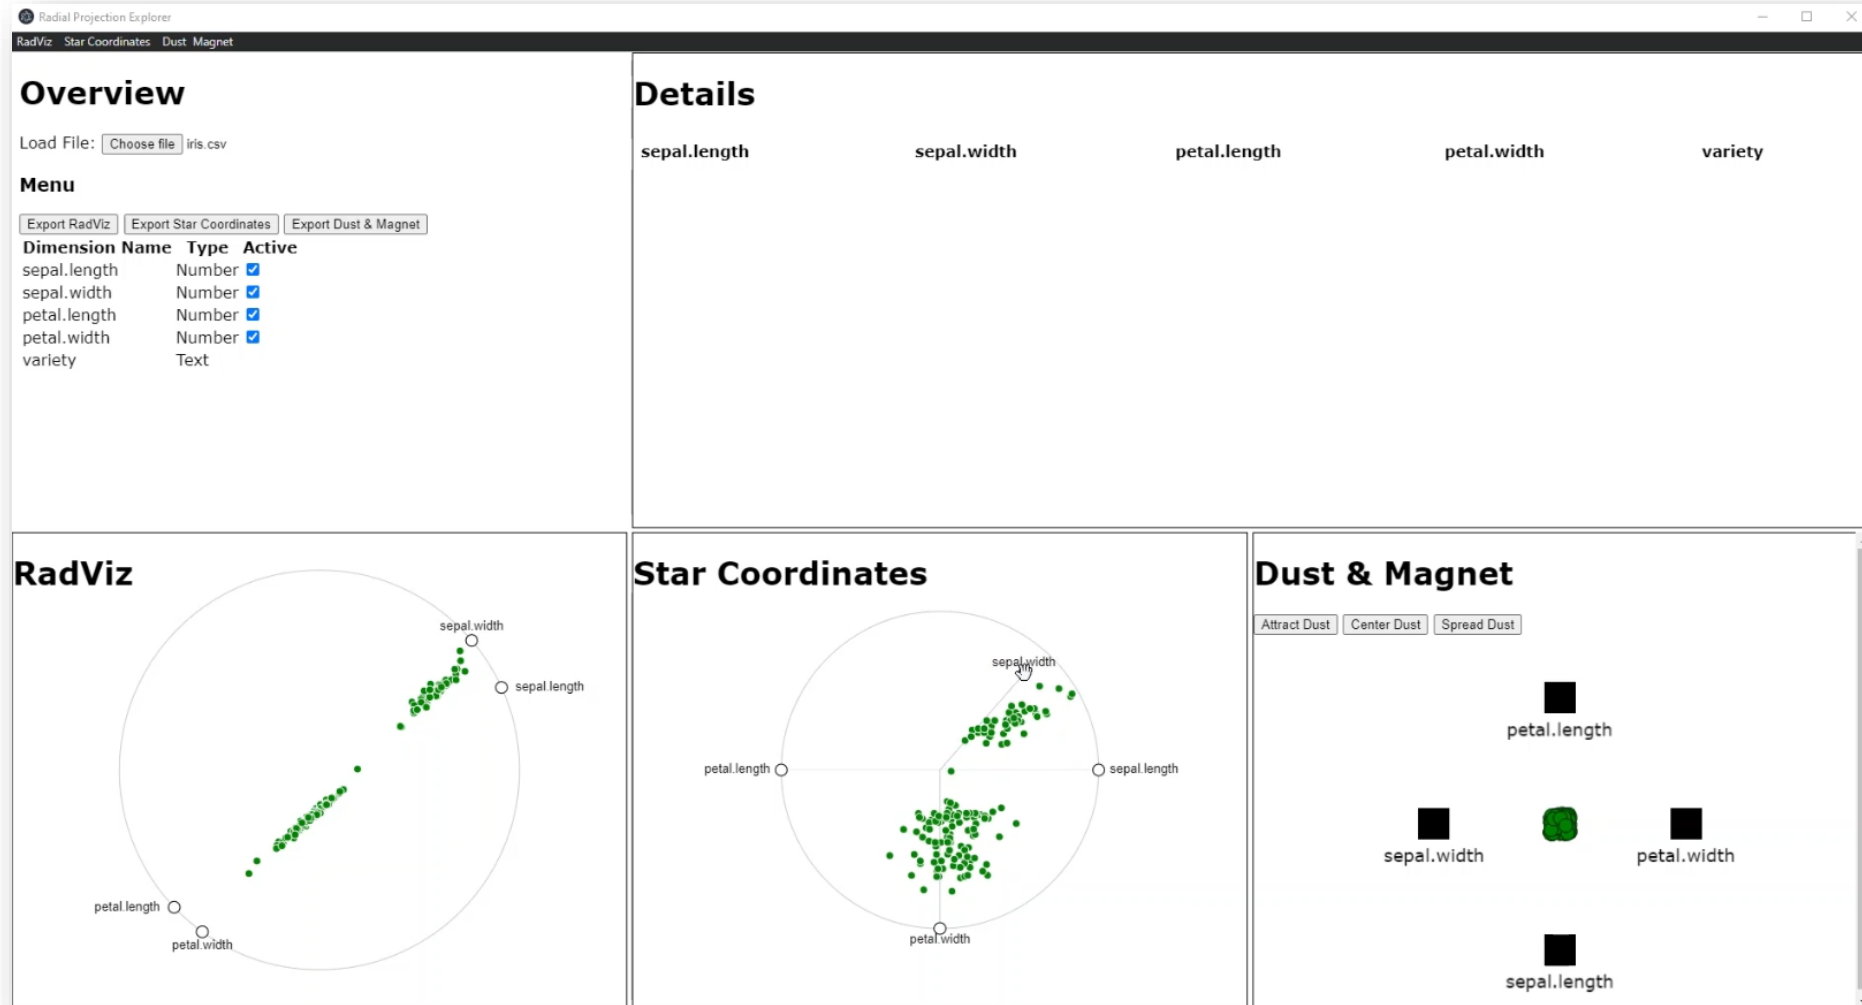 Radial Projection Explorer
RadViz Star Coordinates Dust Magnet
Overview
Load File: Choose file iris.csv
Menu
Export RadViz Export Star Coordinates Export Dust & Magnet
Dimension Name Type Active
sepal.length Number
sepal.width Number
petal.length Number
petal.width Number
variety Text
Details
sepal.length sepal.width petal.length petal.width variety
RadViz
sepal.width
sepal.length
petal.length
petal.width
Star Coordinates
sepal.width
petal.length
sepal.length
petal.width
Dust & Magnet
Attract Dust Center Dust Spread Dust
petal.length
sepal.width petal.width
sepal.length